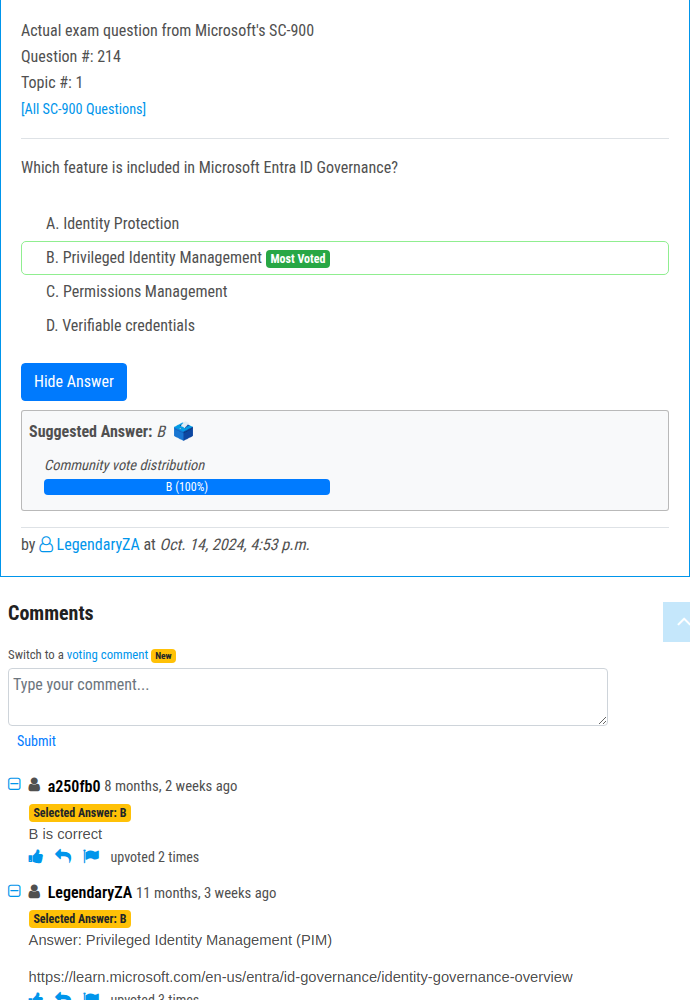 Actual exam question from Microsoft's SC-900
Question #: 214
Topic #: 1
[All SC-900 Questions]
Which feature is included in Microsoft Entra ID Governance?
A. Identity Protection
B. Privileged Identity Management Most Voted
C. Permissions Management
D. Verifiable credentials
Hide Answer
Suggested Answer: B
Community vote distribution
B (100%)
by LegendaryZA at Oct. 14, 2024, 4:53 p.m.
Comments
Switch to a voting comment New
Type your comment...
Submit
a250fb0 8 months, 2 weeks ago
Selected Answer: B
B is correct
upvoted 2 times
LegendaryZA 11 months, 3 weeks ago
Selected Answer: B
Answer: Privileged Identity Management (PIM)
https://learn.microsoft.com/en-us/entra/id-governance/identity-governance-overview
upvoted 3 times